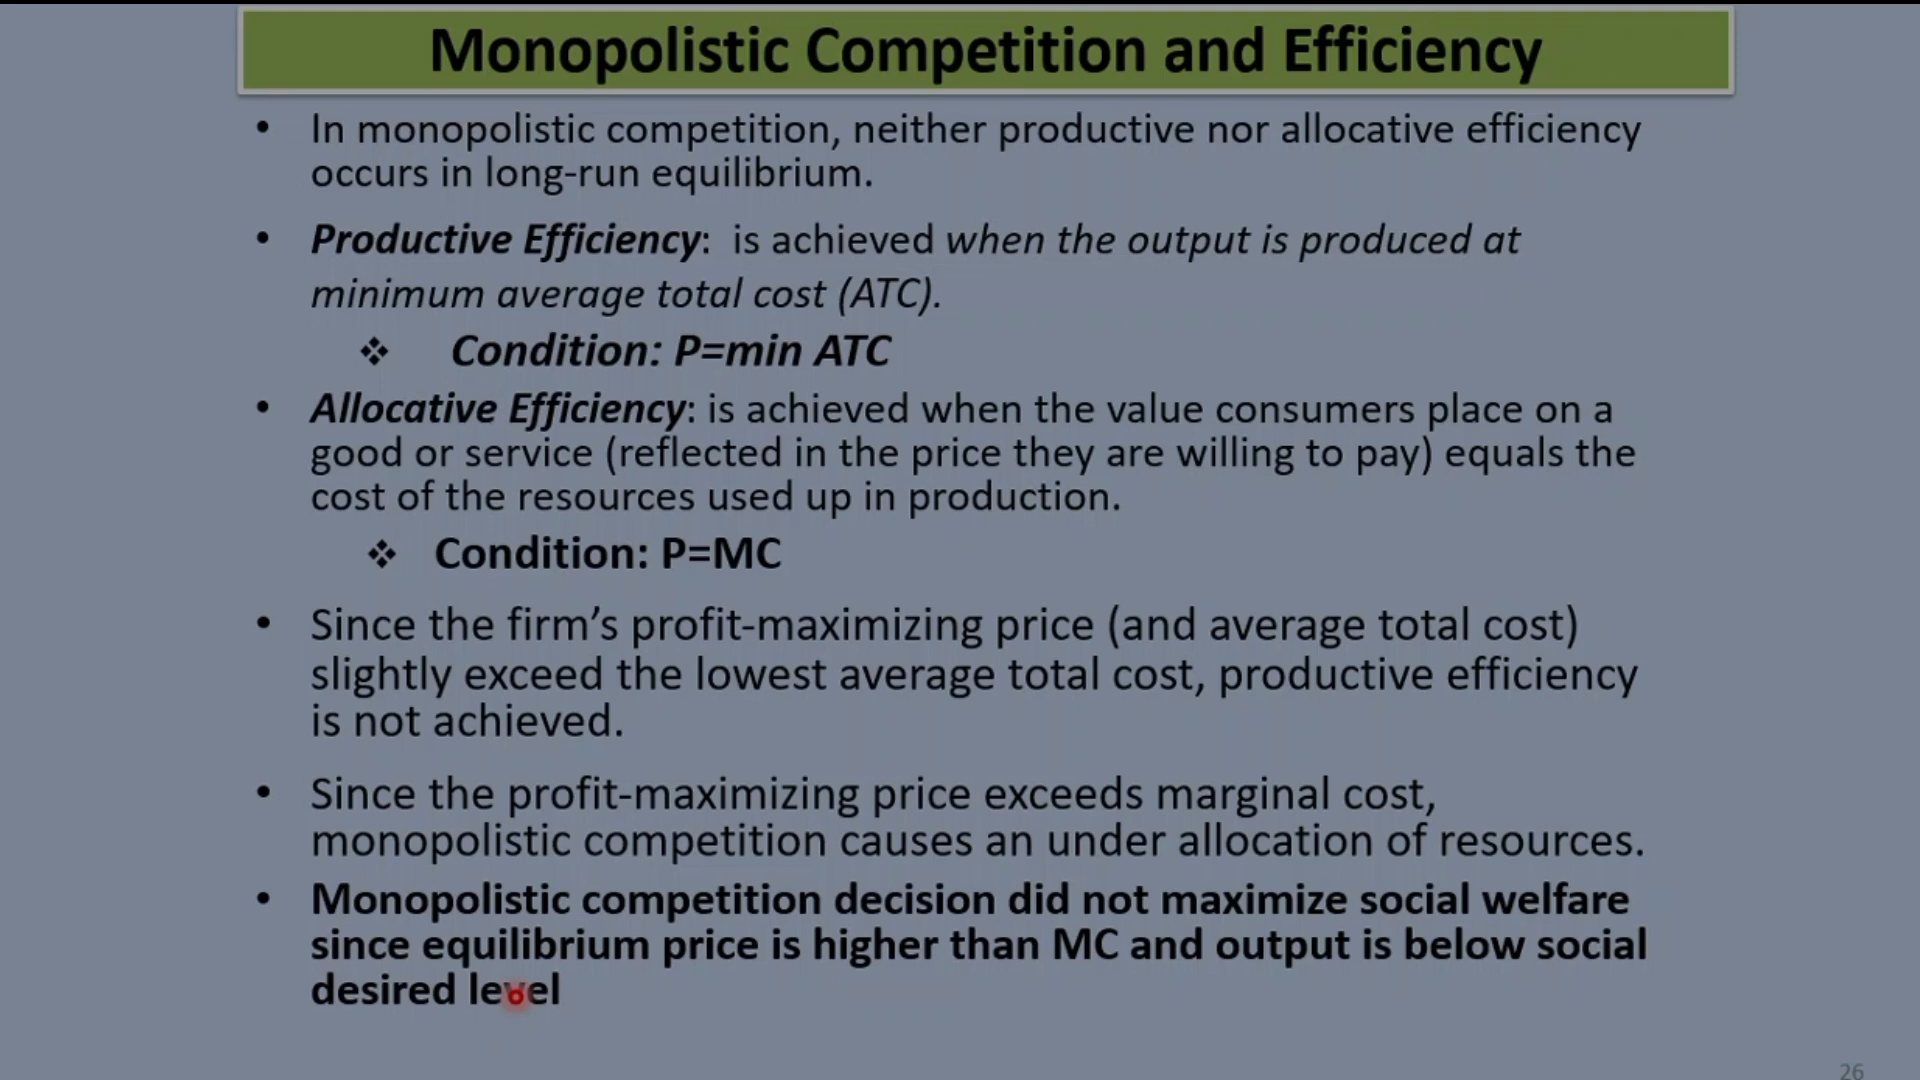 Monopolistic Competition and Efficiency
• In monopolistic competition, neither productive nor allocative efficiency
occurs in long-run equilibrium.
• Productive Efficiency: is achieved when the output is produced at
minimum average total cost (ATC).
❖ Condition: P=min ATC
• Allocative Efficiency: is achieved when the value consumers place on a
good or service (reflected in the price they are willing to pay) equals the
cost of the resources used up in production.
❖ Condition: P=MC
• Since the firm’s profit-maximizing price (and average total cost)
slightly exceed the lowest average total cost, productive efficiency
is not achieved.
• Since the profit-maximizing price exceeds marginal cost,
monopolistic competition causes an under allocation of resources.
• Monopolistic competition decision did not maximize social welfare
since equilibrium price is higher than MC and output is below social
desired level
26